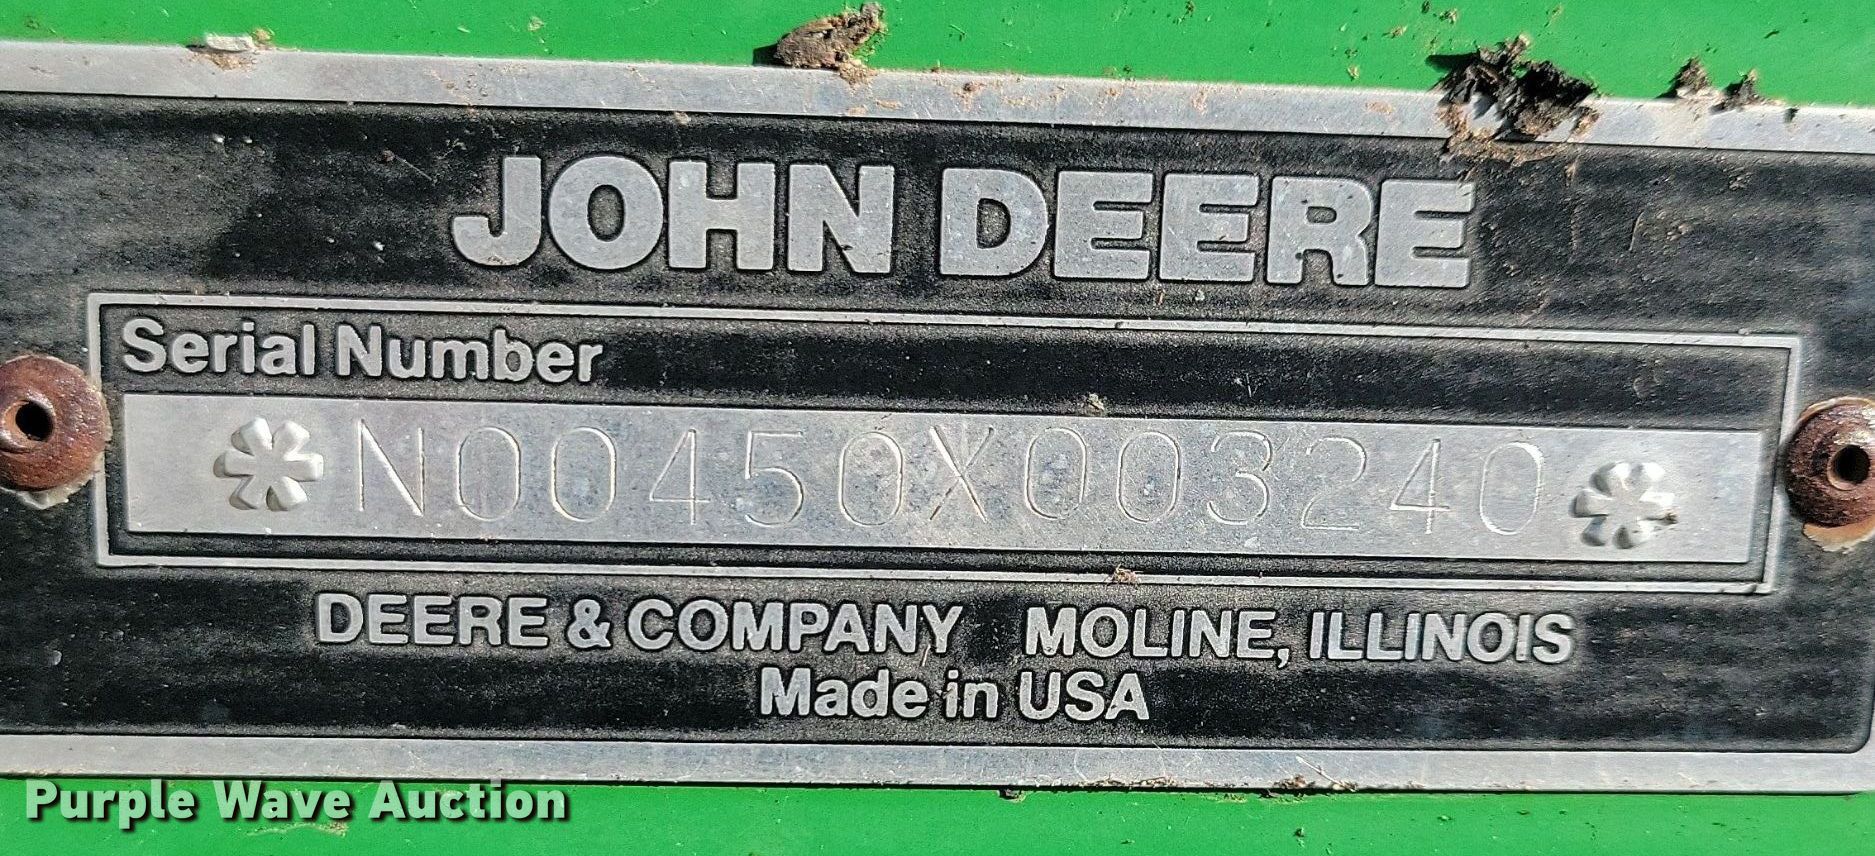 JOHN DEERE
Serial Number
*N00450X003240*
DEERE & COMPANY MOLINE, ILLINOIS
Made in USA
Purple Wave Auction